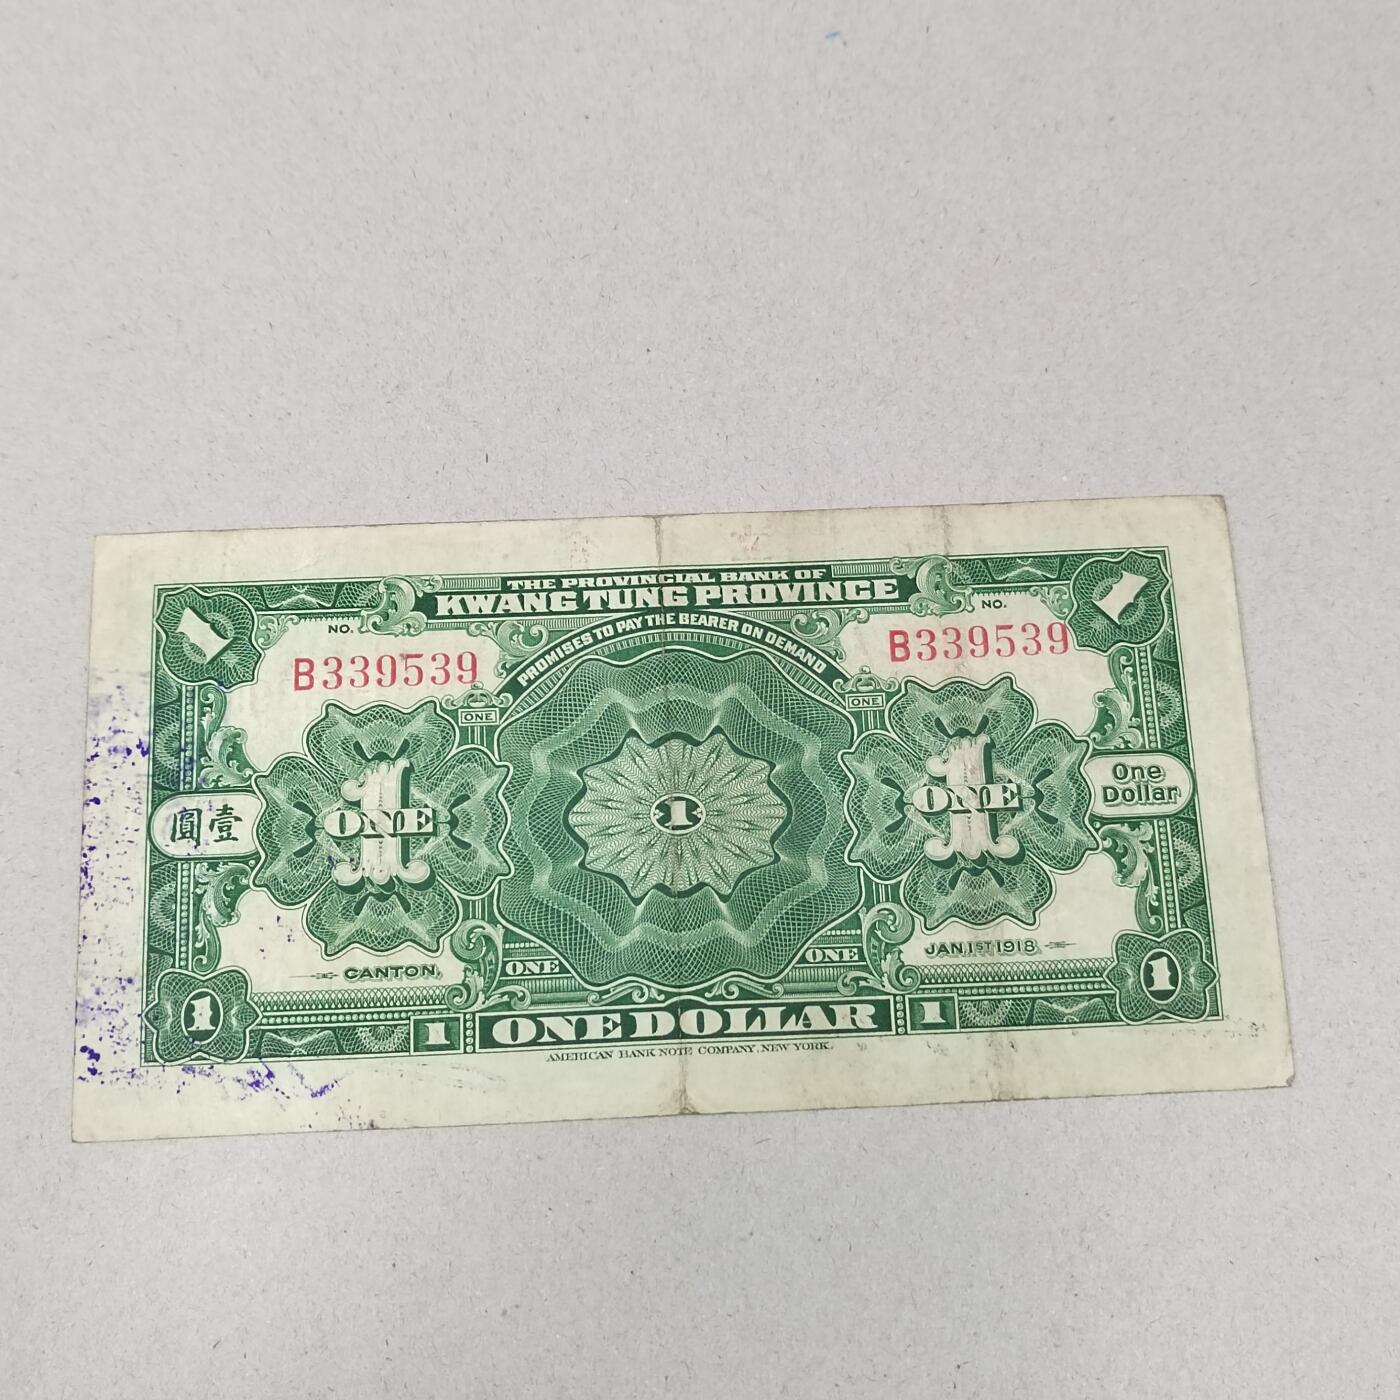 THE PROVINCIAL BANK OF
KWANG TUNG PROVINCE
PROMISES TO PAY THE BEARER ON DEMAND
1
1
NO.
B339539
NO.
B339539
ONE
ONE
圓壹
1
ONE
1
1
ONE
One
Dollar
CANTON,
ONE
ONE
JAN. 1ST 1918.
1
1
ONE DOLLAR
1
1
AMERICAN BANK NOTE COMPANY, NEW YORK.